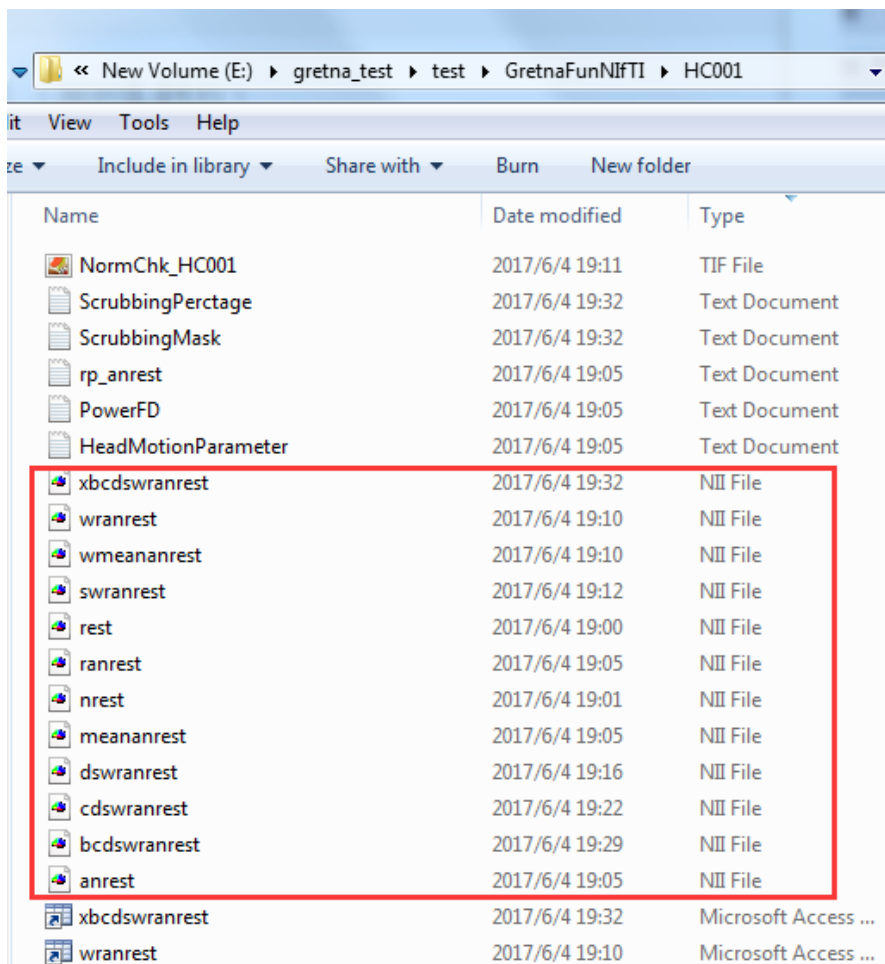 « New Volume (E:) ▸ gretna_test ▸ test ▸ GretnaFunNIfTI ▸ HC001
it View Tools Help
ze Include in library Share with Burn New folder
Name Date modified Type
NormChk_HC001 2017/6/4 19:11 TIF File
ScrubbingPerctage 2017/6/4 19:32 Text Document
ScrubbingMask 2017/6/4 19:32 Text Document
rp_anrest 2017/6/4 19:05 Text Document
PowerFD 2017/6/4 19:05 Text Document
HeadMotionParameter 2017/6/4 19:05 Text Document
xbcdswranrest 2017/6/4 19:32 NII File
wranrest 2017/6/4 19:10 NII File
wmeananrest 2017/6/4 19:10 NII File
swranrest 2017/6/4 19:12 NII File
rest 2017/6/4 19:00 NII File
ranrest 2017/6/4 19:05 NII File
nrest 2017/6/4 19:01 NII File
meananrest 2017/6/4 19:05 NII File
dswranrest 2017/6/4 19:16 NII File
cdswranrest 2017/6/4 19:22 NII File
bcdswranrest 2017/6/4 19:29 NII File
anrest 2017/6/4 19:05 NII File
xbcdswranrest 2017/6/4 19:32 Microsoft Access ...
wranrest 2017/6/4 19:10 Microsoft Access ...